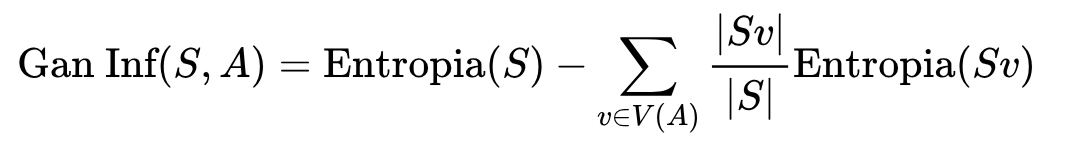 Gan Inf(S, A) = Entropia(S) − ∑_{v∈V(A)} |Sv|/|S| Entropia(Sv)